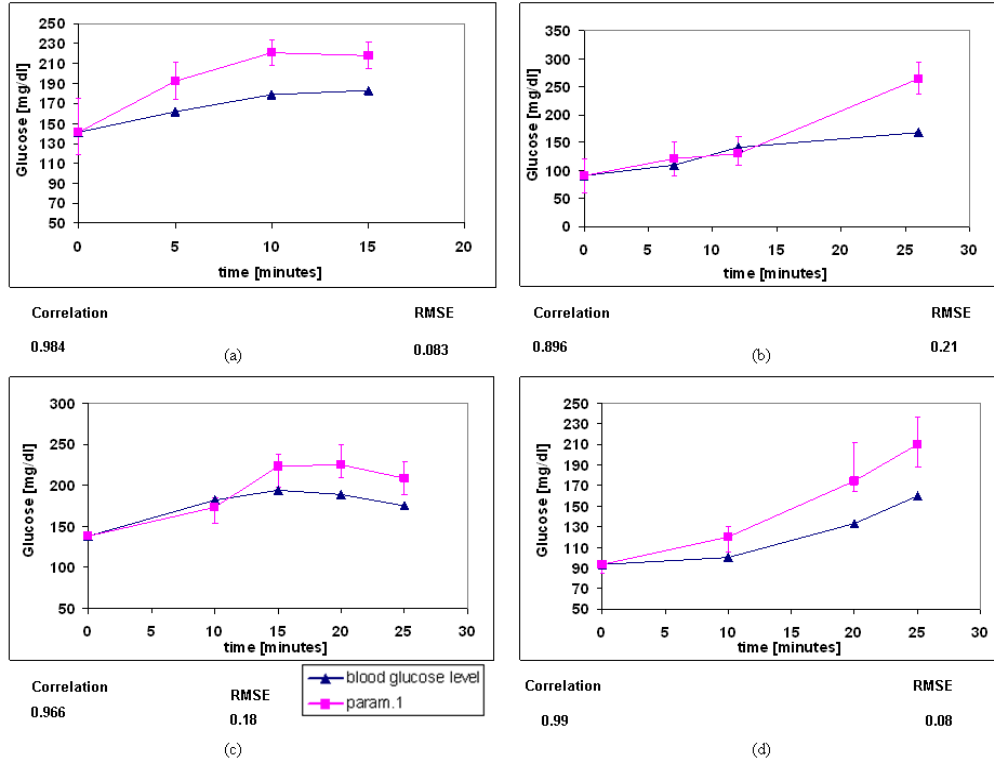 250
230
210
190
170
150
130
110
90
70
50
Glucose [mg/dl]
0 5 10 15 20
time [minutes]
Correlation RMSE
0.984 (a) 0.083
350
300
250
200
150
100
50
0
Glucose [mg/dl]
0 5 10 15 20 25 30
time [minutes]
Correlation RMSE
0.896 (b) 0.21
300
250
200
150
100
50
Glucose [mg/dl]
0 5 10 15 20 25 30
time [minutes]
blood glucose level
param.1
Correlation RMSE
0.966 0.18
(c)
250
230
210
190
170
150
130
110
90
70
50
Glucose [mg/dl]
0 5 10 15 20 25 30
time [minutes]
Correlation RMSE
0.99 0.08
(d)